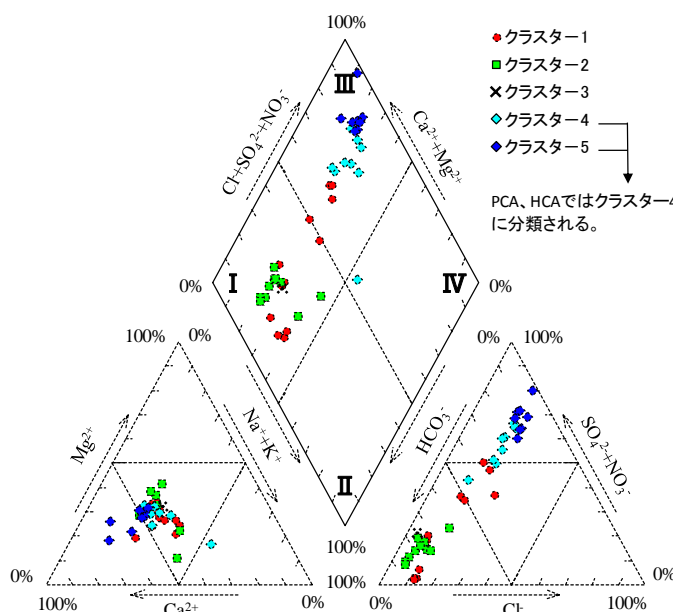 100%
クラスター1
クラスター2
クラスター3
クラスター4
クラスター5
PCA、HCAではクラスター4
に分類される。
Cl⁻+SO₄²⁻+NO₃⁻
Ca²⁺+Mg²⁺
III
I
IV
II
0%
0%
100%
0%
0%
100%
Mg²⁺
Na⁺+K⁺
HCO₃⁻
SO₄²⁻+NO₃⁻
100%
100%
0%
0%
100%
0%
0%
100%
Ca²⁺
Cl⁻